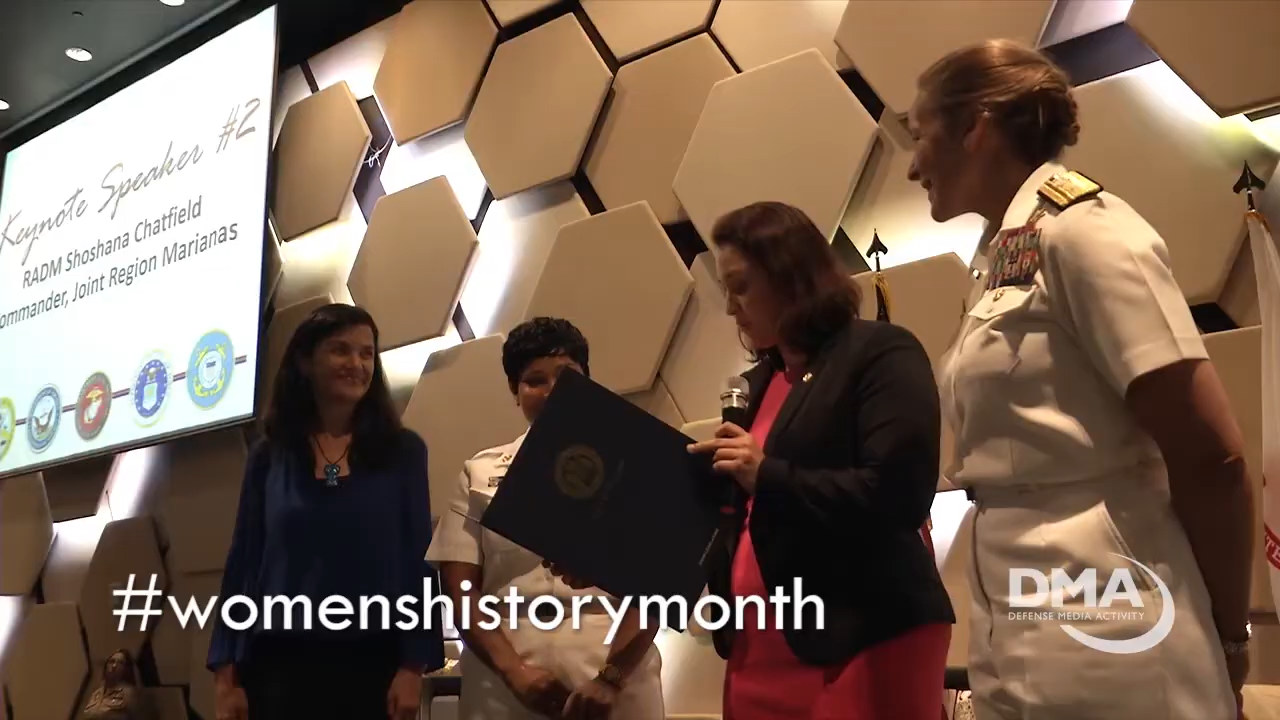 Keynote Speaker #2
RADM Shoshana Chatfield
ommander, Joint Region Marianas
#womenshistorymonth
DMA
DEFENSE MEDIA ACTIVITY